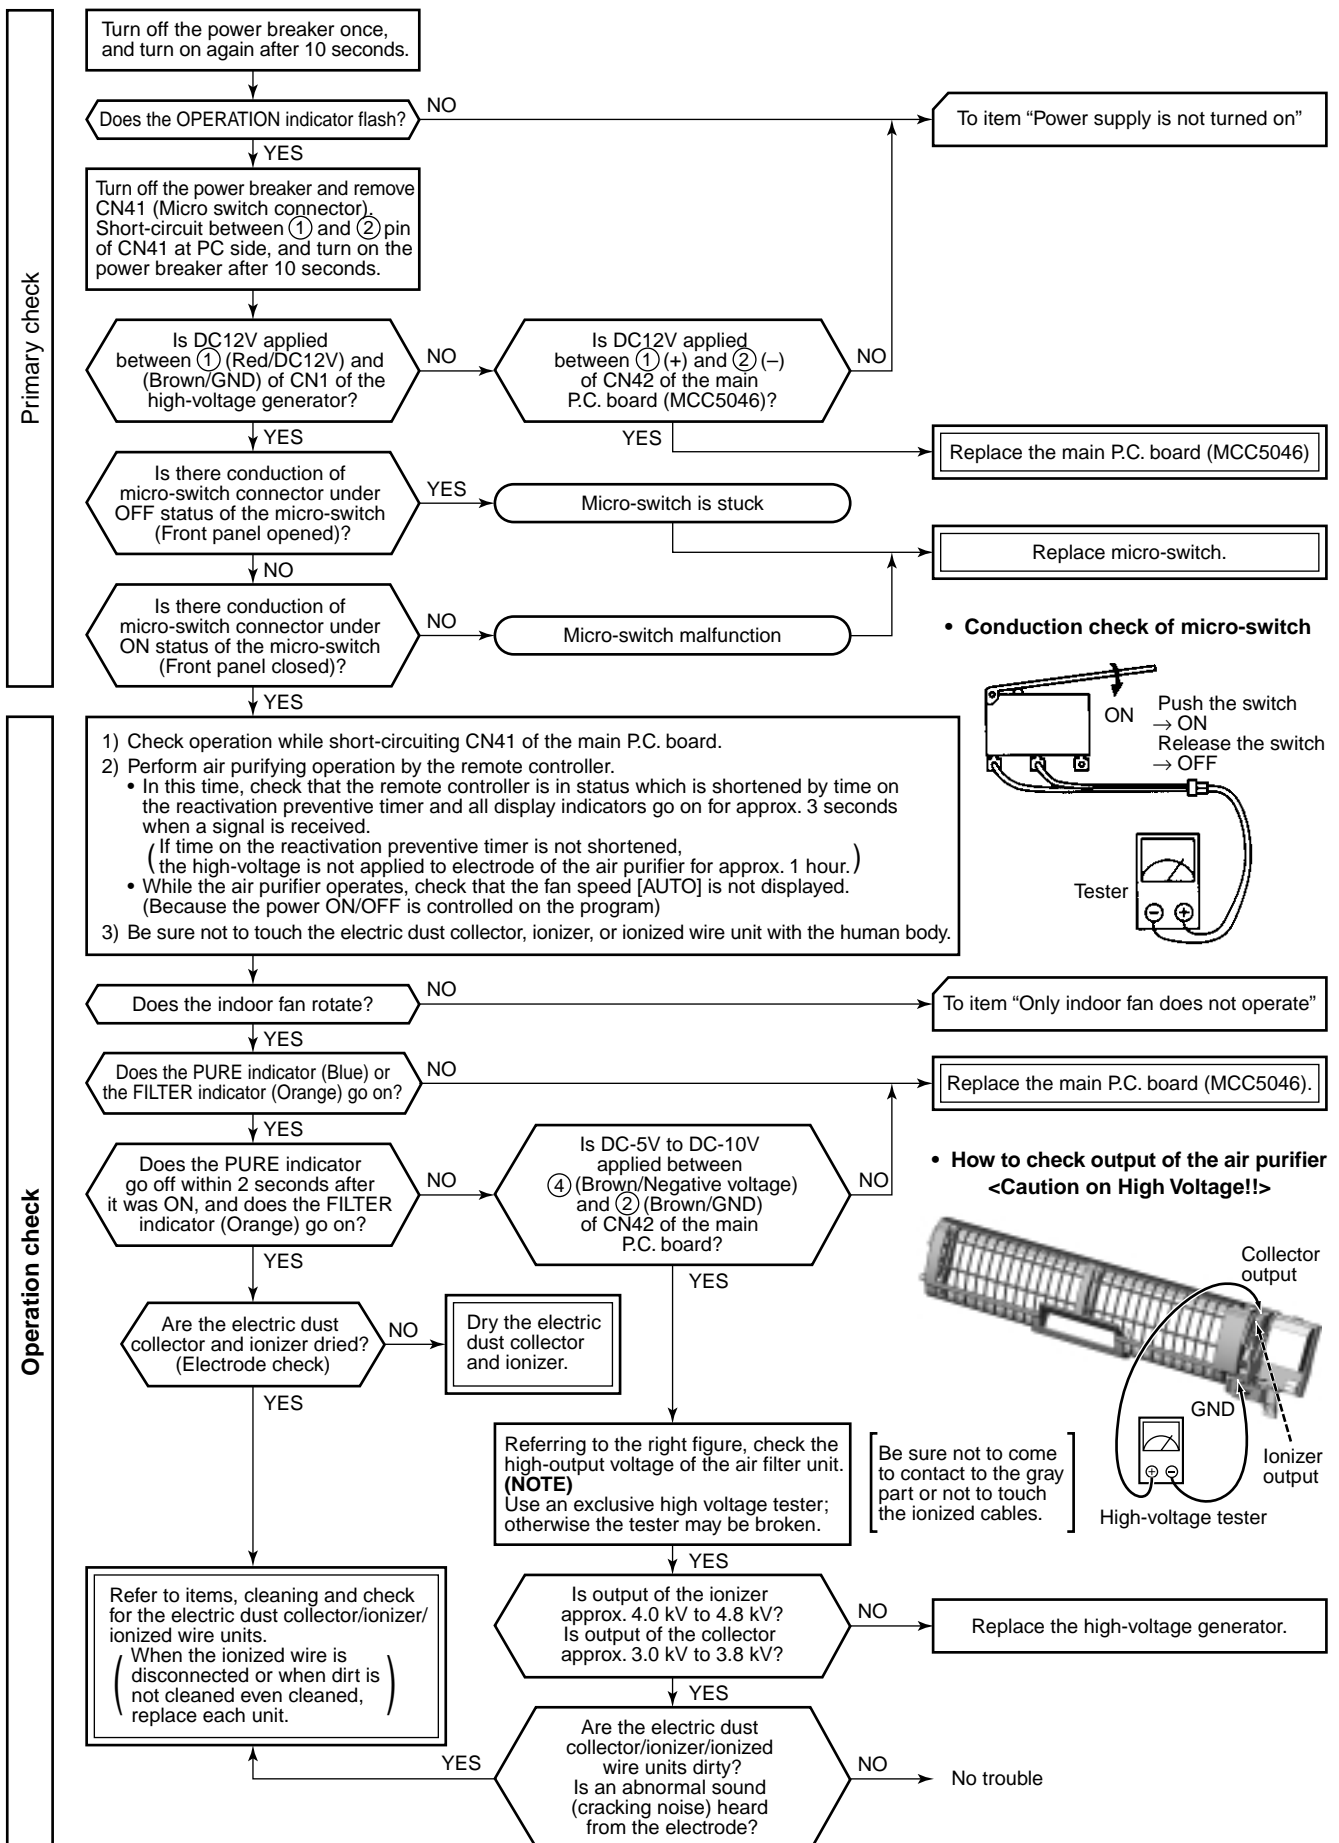 Primary check
Turn off the power breaker once,
and turn on again after 10 seconds.
Does the OPERATION indicator flash?
NO
To item “Power supply is not turned on”
YES
Turn off the power breaker and remove
CN41 (Micro switch connector).
Short-circuit between ① and ② pin
of CN41 at PC side, and turn on the
power breaker after 10 seconds.
Is DC12V applied
between ① (Red/DC12V) and
(Brown/GND) of CN1 of the
high-voltage generator?
NO
Is DC12V applied
between ① (+) and ② (–)
of CN42 of the main
P.C. board (MCC5046)?
NO
YES
YES
Replace the main P.C. board (MCC5046)
Is there conduction of
micro-switch connector under
OFF status of the micro-switch
(Front panel opened)?
YES
Micro-switch is stuck
Replace micro-switch.
NO
Is there conduction of
micro-switch connector under
ON status of the micro-switch
(Front panel closed)?
NO
Micro-switch malfunction
YES
• Conduction check of micro-switch
ON
Push the switch
→ ON
Release the switch
→ OFF
Tester
Operation check
1) Check operation while short-circuiting CN41 of the main P.C. board.
2) Perform air purifying operation by the remote controller.
• In this time, check that the remote controller is in status which is shortened by time on
the reactivation preventive timer and all display indicators go on for approx. 3 seconds
when a signal is received.
( If time on the reactivation preventive timer is not shortened,
the high-voltage is not applied to electrode of the air purifier for approx. 1 hour. )
• While the air purifier operates, check that the fan speed [AUTO] is not displayed.
(Because the power ON/OFF is controlled on the program)
3) Be sure not to touch the electric dust collector, ionizer, or ionized wire unit with the human body.
Does the indoor fan rotate?
NO
To item “Only indoor fan does not operate”
YES
Does the PURE indicator (Blue) or
the FILTER indicator (Orange) go on?
NO
Replace the main P.C. board (MCC5046).
YES
Does the PURE indicator
go off within 2 seconds after
it was ON, and does the FILTER
indicator (Orange) go on?
NO
Is DC-5V to DC-10V
applied between
④ (Brown/Negative voltage)
and ② (Brown/GND)
of CN42 of the main
P.C. board?
NO
YES
YES
• How to check output of the air purifier
<Caution on High Voltage!!>
Collector
output
GND
Ionizer
output
High-voltage tester
Are the electric dust
collector and ionizer dried?
(Electrode check)
NO
Dry the electric
dust collector
and ionizer.
YES
Referring to the right figure, check the
high-output voltage of the air filter unit.
(NOTE)
Use an exclusive high voltage tester;
otherwise the tester may be broken.
[ Be sure not to come
to contact to the gray
part or not to touch
the ionized cables. ]
YES
Refer to items, cleaning and check
for the electric dust collector/ionizer/
ionized wire units.
( When the ionized wire is
disconnected or when dirt is
not cleaned even cleaned,
replace each unit. )
Is output of the ionizer
approx. 4.0 kV to 4.8 kV?
Is output of the collector
approx. 3.0 kV to 3.8 kV?
NO
Replace the high-voltage generator.
YES
Are the electric dust
collector/ionizer/ionized
wire units dirty?
Is an abnormal sound
(cracking noise) heard
from the electrode?
YES
NO
No trouble